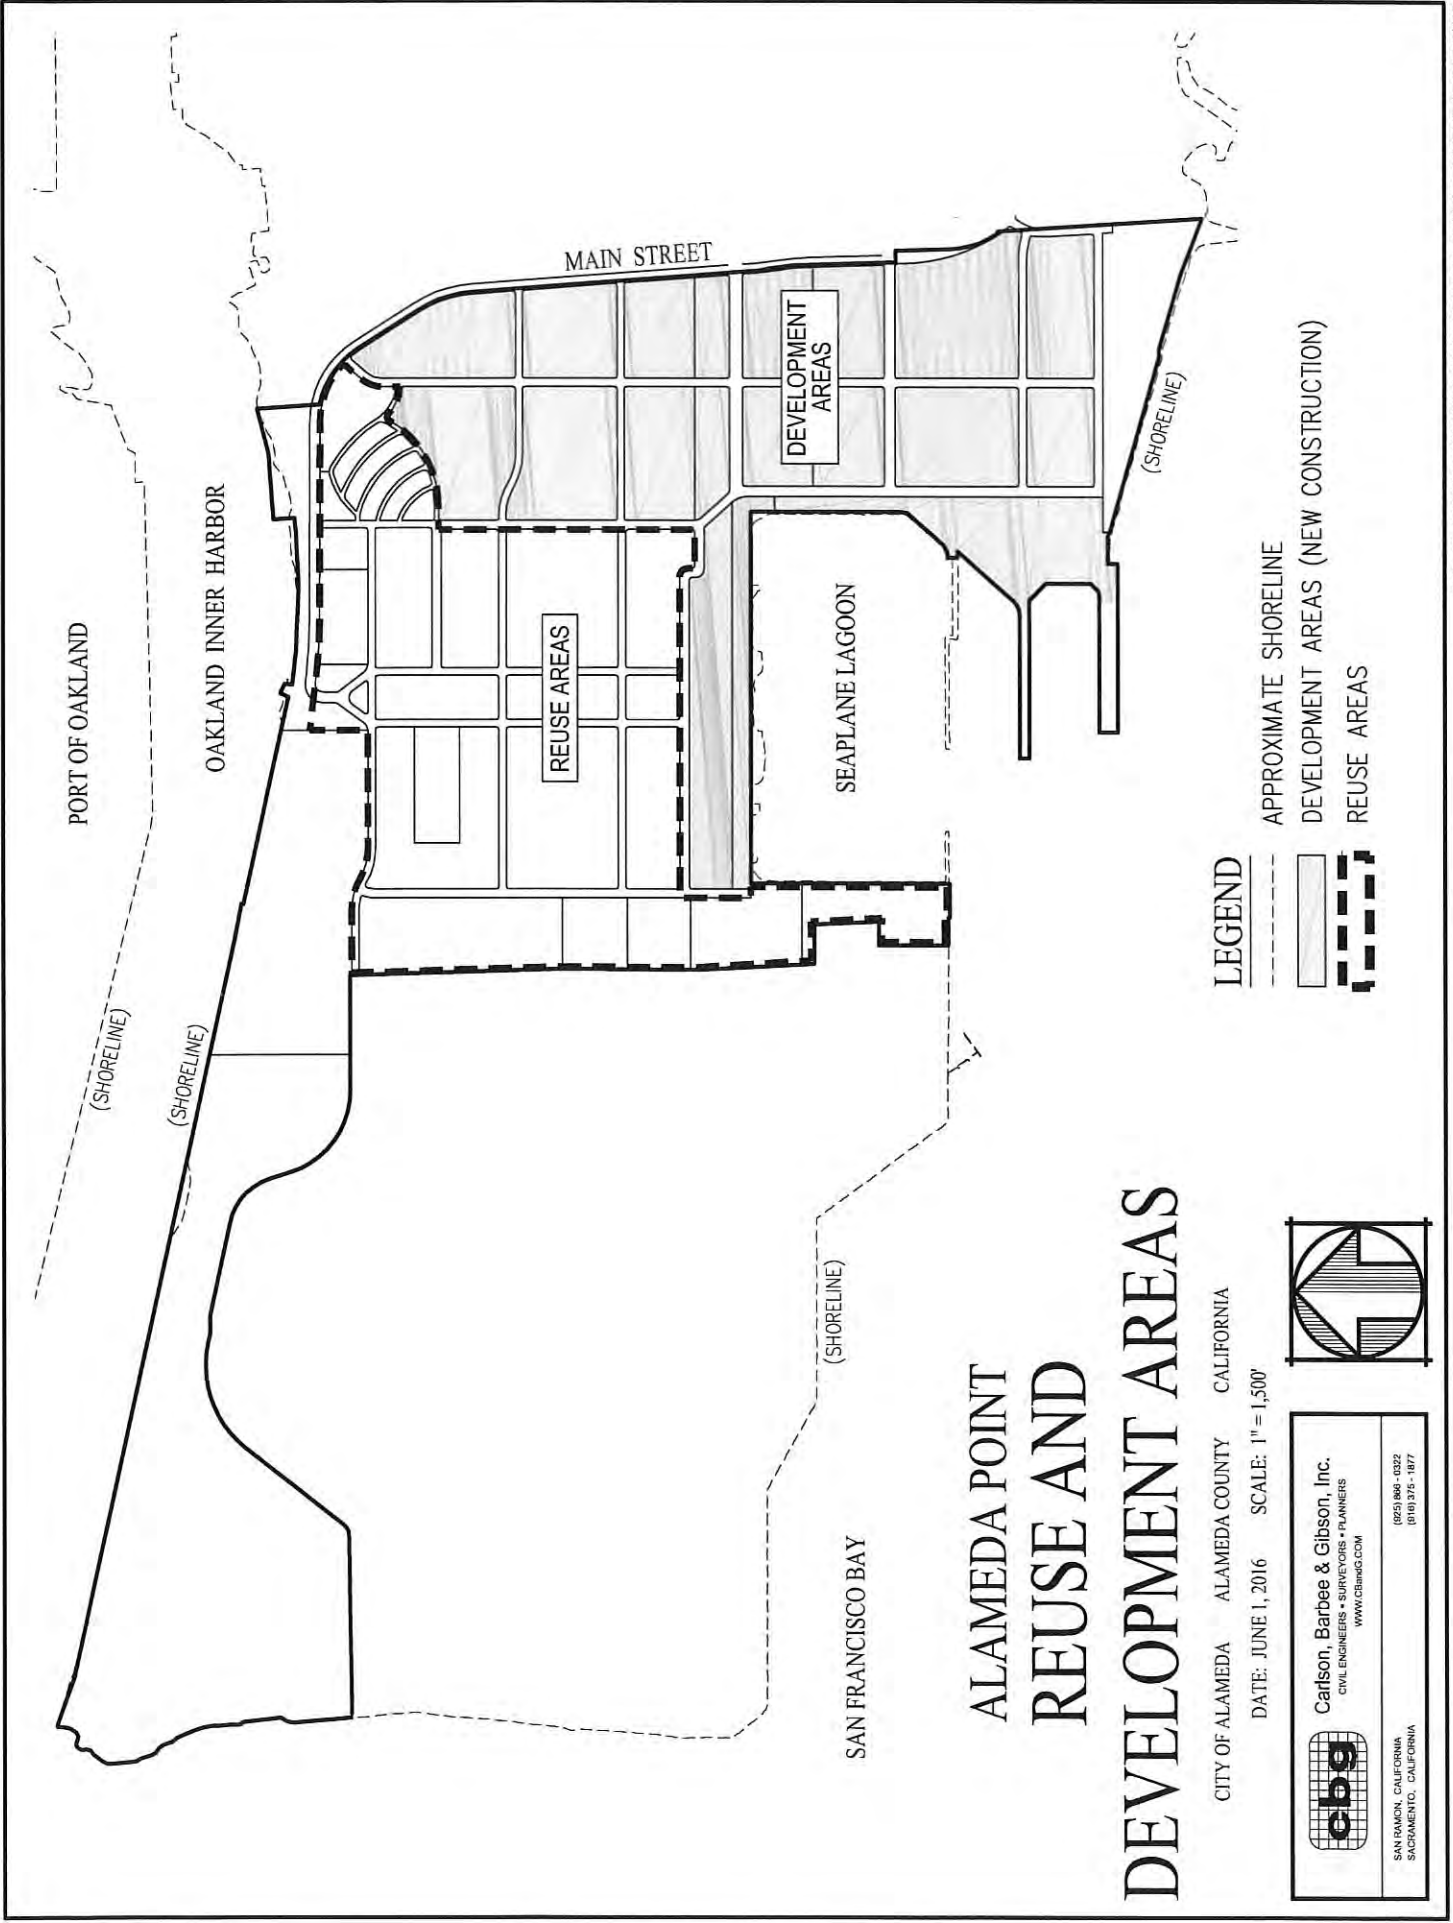 PORT OF OAKLAND
OAKLAND INNER HARBOR
(SHORELINE)
(SHORELINE)
MAIN STREET
REUSE AREAS
DEVELOPMENT
AREAS
SEAPLANE LAGOON
(SHORELINE)
(SHORELINE)
SAN FRANCISCO BAY
LEGEND
APPROXIMATE SHORELINE
DEVELOPMENT AREAS (NEW CONSTRUCTION)
REUSE AREAS
ALAMEDA POINT
REUSE AND
DEVELOPMENT AREAS
CITY OF ALAMEDA ALAMEDA COUNTY CALIFORNIA
DATE: JUNE 1, 2016 SCALE: 1" = 1,500'
cbg
Carlson, Barbee & Gibson, Inc.
CIVIL ENGINEERS • SURVEYORS • PLANNERS
WWW.CBandG.COM
SAN RAMON, CALIFORNIA (925) 866 - 0322
SACRAMENTO, CALIFORNIA (916) 375 - 1877